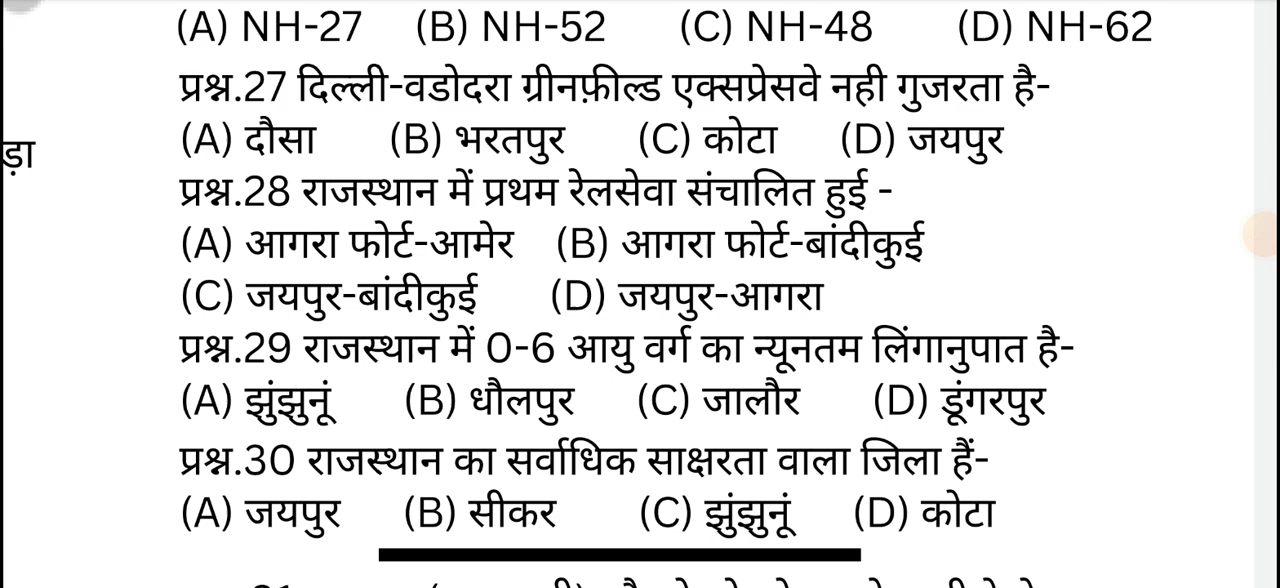 (A) NH-27 (B) NH-52 (C) NH-48 (D) NH-62
प्रश्न.27 दिल्ली-वडोदरा ग्रीनफ़ील्ड एक्सप्रेसवे नही गुजरता है-
(A) दौसा (B) भरतपुर (C) कोटा (D) जयपुर
ड़ा
प्रश्न.28 राजस्थान में प्रथम रेलसेवा संचालित हुई -
(A) आगरा फोर्ट-आमेर (B) आगरा फोर्ट-बांदीकुई
(C) जयपुर-बांदीकुई (D) जयपुर-आगरा
प्रश्न.29 राजस्थान में 0-6 आयु वर्ग का न्यूनतम लिंगानुपात है-
(A) झुंझुनूं (B) धौलपुर (C) जालौर (D) डूंगरपुर
प्रश्न.30 राजस्थान का सर्वाधिक साक्षरता वाला जिला हैं-
(A) जयपुर (B) सीकर (C) झुंझुनूं (D) कोटा